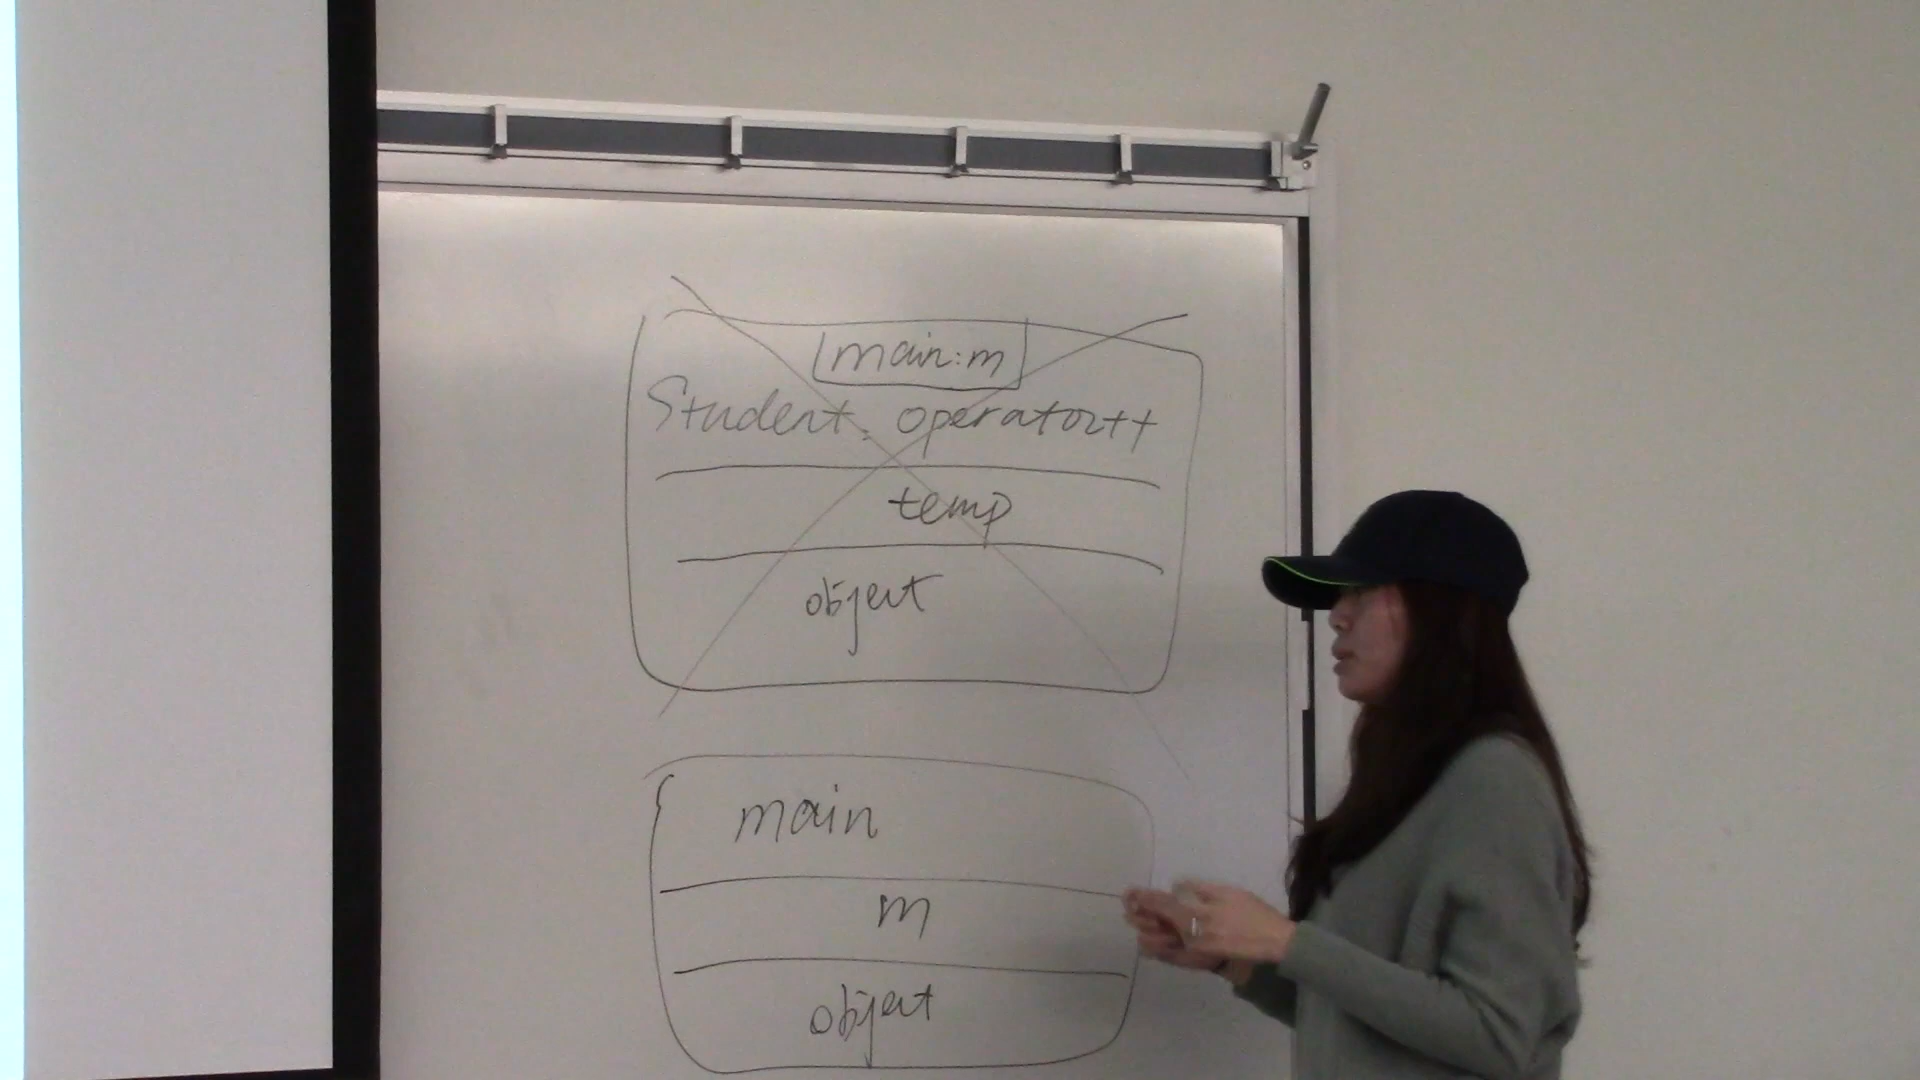 main:m
Student:operator++
temp
object
main
m
object